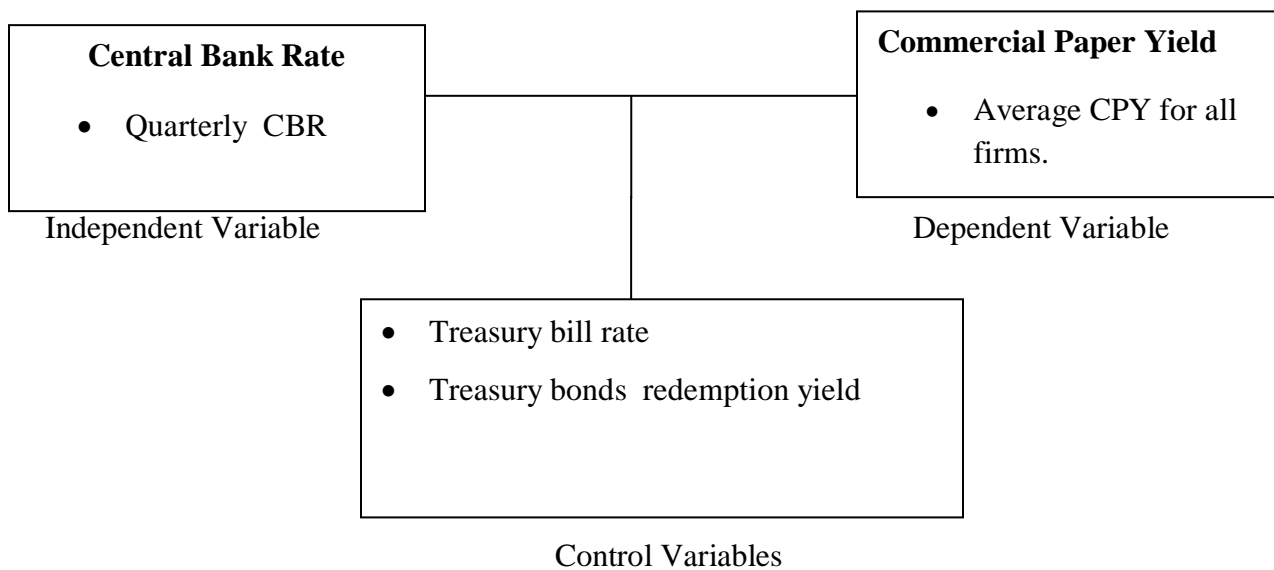 Central Bank Rate
• Quarterly CBR
Independent Variable
Commercial Paper Yield
• Average CPY for all
firms.
Dependent Variable
• Treasury bill rate
• Treasury bonds redemption yield
Control Variables